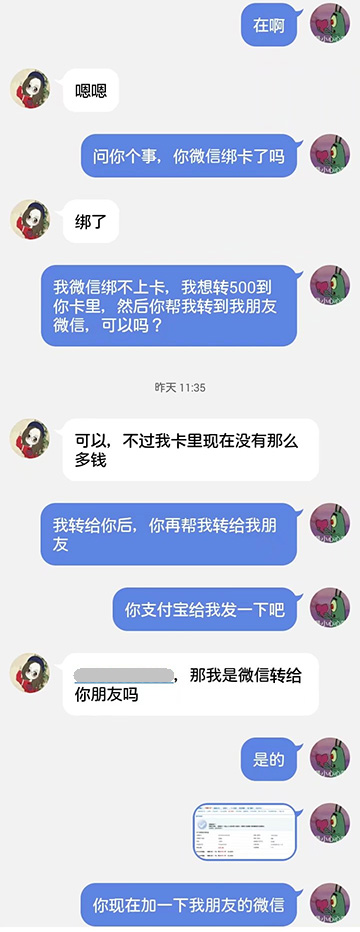 在啊
嗯嗯
问你个事，你微信绑卡了吗
绑了
我微信绑不上卡，我想转500到
你卡里，然后你帮我转到我朋友
微信，可以吗？
昨天 11:35
可以，不过我卡里现在没有那么
多钱
我转给你后，你再帮我转给我朋
友
你支付宝给我发一下吧
，那我是微信转给
你朋友吗
是的
你现在加一下我朋友的微信